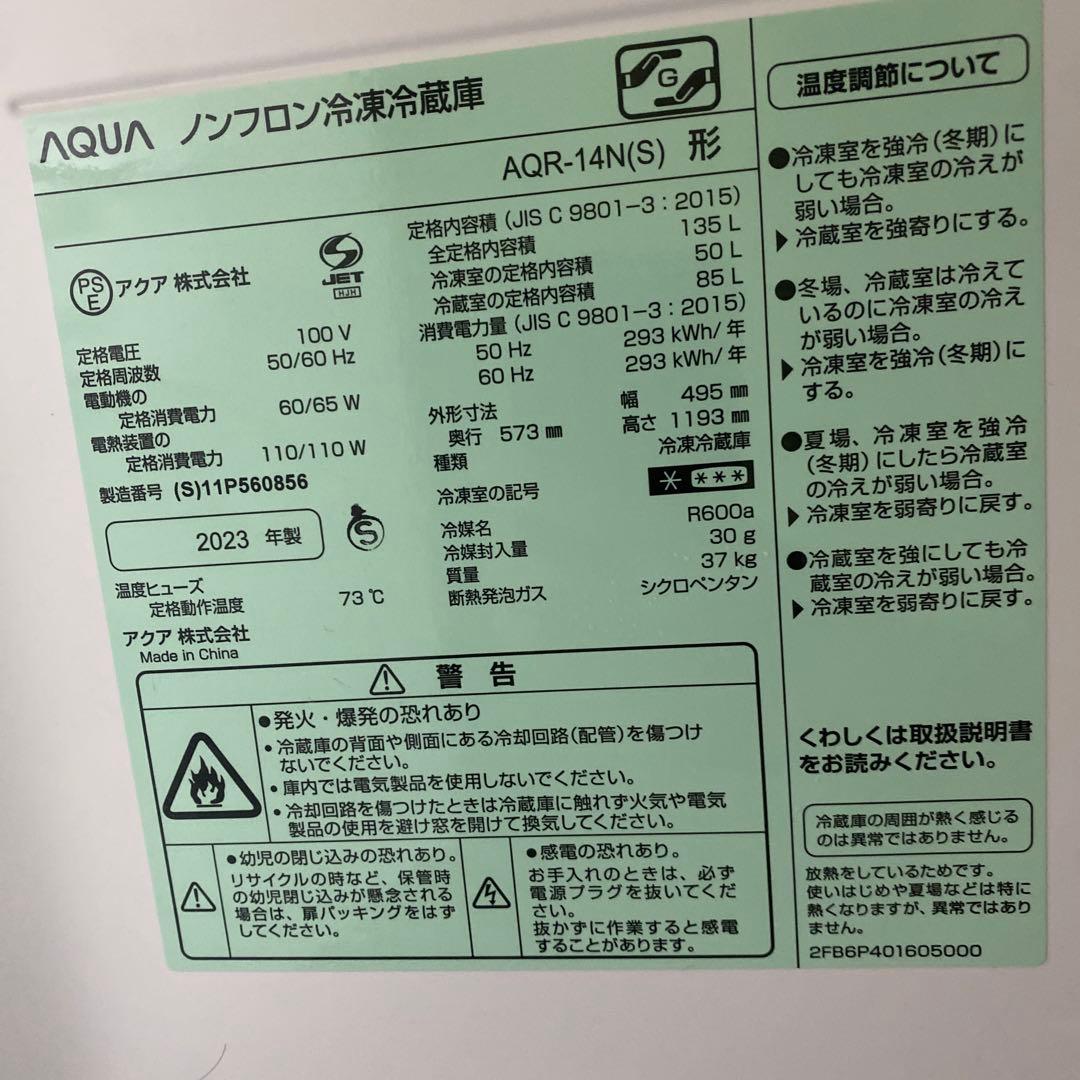 AQUA ノンフロン冷凍冷蔵庫
G
AQR-14N(S) 形
PS
E
アクア 株式会社
S
JET
HJH
定格電圧 100 V
定格周波数 50/60 Hz
電動機の
定格消費電力 60/65 W
電熱装置の
定格消費電力 110/110 W
製造番号 (S)11P560856
2023 年製
S
温度ヒューズ
定格動作温度 73 ℃
アクア 株式会社
Made in China
定格内容積 (JIS C 9801-3 : 2015)
全定格内容積 135 L
冷凍室の定格内容積 50 L
冷蔵室の定格内容積 85 L
消費電力量 (JIS C 9801-3 : 2015)
50 Hz 293 kWh/年
60 Hz 293 kWh/年
外形寸法 幅 495 ㎜
奥行 573 ㎜ 高さ 1193 ㎜
種類 冷凍冷蔵庫
冷凍室の記号 * ***
冷媒名 R600a
冷媒封入量 30 g
質量 37 kg
断熱発泡ガス シクロペンタン
⚠ 警告
●発火・爆発の恐れあり
・冷蔵庫の背面や側面にある冷却回路(配管)を傷つけ
ないでください。
・庫内では電気製品を使用しないでください。
・冷却回路を傷つけたときは冷蔵庫に触れず火気や電気
製品の使用を避け窓を開けて換気してください。
●幼児の閉じ込みの恐れあり。
リサイクルの時など、保管時
の幼児閉じ込みが懸念される
場合は、扉パッキングをはず
してください。
●感電の恐れあり。
お手入れのときは、必ず
電源プラグを抜いてくだ
さい。
抜かずに作業すると感電
することがあります。
温度調節について
●冷凍室を強冷(冬期)に
しても冷凍室の冷えが
弱い場合。
▶冷蔵室を強寄りにする。
●冬場、冷蔵室は冷えて
いるのに冷凍室の冷え
が弱い場合。
▶冷凍室を強冷(冬期)に
する。
●夏場、冷凍室を強冷
(冬期)にしたら冷蔵室
の冷えが弱い場合。
▶冷凍室を弱寄りに戻す。
●冷蔵室を強にしても冷
蔵室の冷えが弱い場合。
▶冷凍室を弱寄りに戻す。
くわしくは取扱説明書
をお読みください。
冷蔵庫の周囲が熱く感じる
のは異常ではありません。
放熱をしているためです。
使いはじめや夏場などは特に
熱くなりますが、異常ではあり
ません。
2FB6P401605000